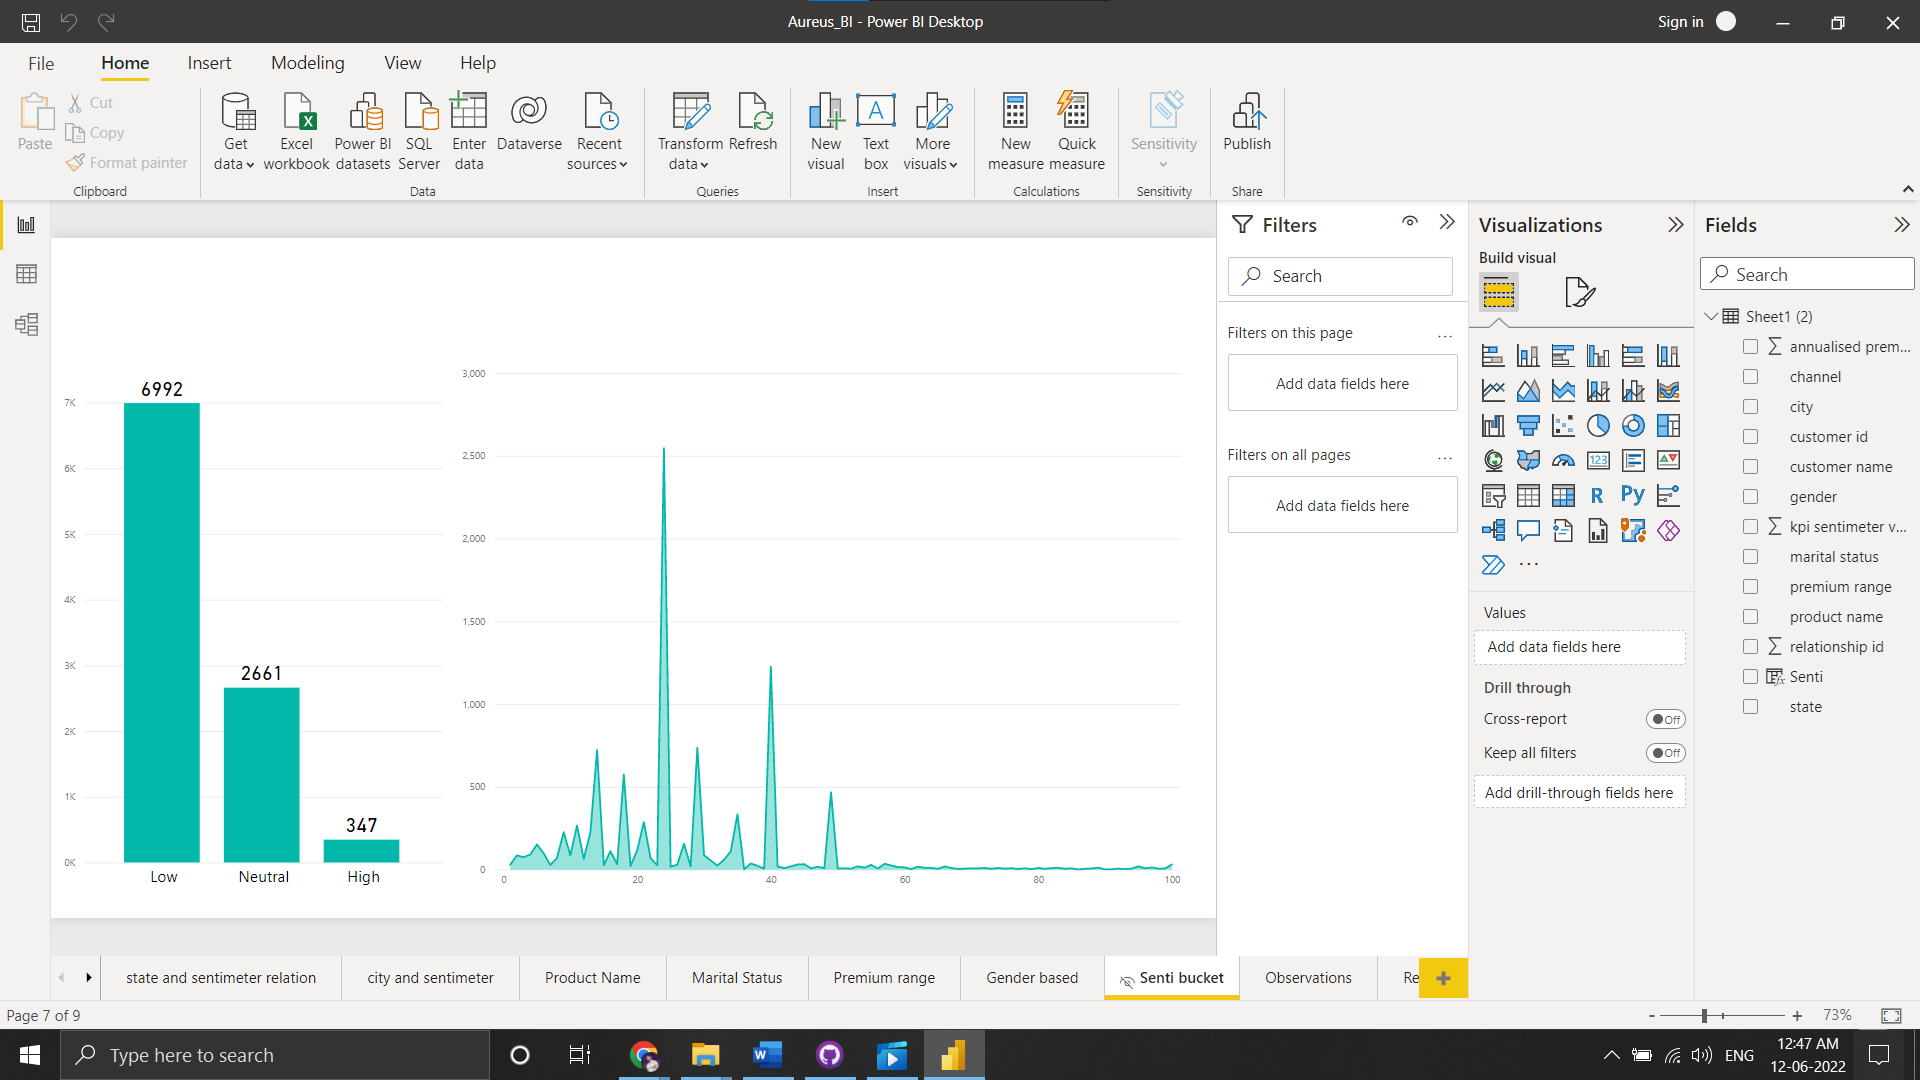 Aureus_BI - Power BI Desktop
Sign in
File
Home
Insert
Modeling
View
Help
Paste
Cut
Copy
Format painter
Clipboard
Get data
Excel workbook
Power BI datasets
SQL Server
Enter data
Dataverse
Recent sources
Data
Transform data
Refresh
Queries
New visual
Text box
More visuals
Insert
New measure
Quick measure
Calculations
Sensitivity
Sensitivity
Publish
Share
6992
2661
347
7K
6K
5K
4K
3K
2K
1K
0K
Low
Neutral
High
3,000
2,500
2,000
1,500
1,000
500
0
0
20
40
60
80
100
Filters
Search
Filters on this page
...
Add data fields here
Filters on all pages
...
Add data fields here
Visualizations
Build visual
123
R
Py
...
Values
Add data fields here
Drill through
Cross-report
Off
Keep all filters
Off
Add drill-through fields here
Fields
Search
Sheet1 (2)
annualised prem...
channel
city
customer id
customer name
gender
kpi sentimeter v...
marital status
premium range
product name
relationship id
Senti
state
state and sentimeter relation
city and sentimeter
Product Name
Marital Status
Premium range
Gender based
Senti bucket
Observations
Re
+
Page 7 of 9
-
+
73%
Type here to search
ENG
12:47 AM
12-06-2022